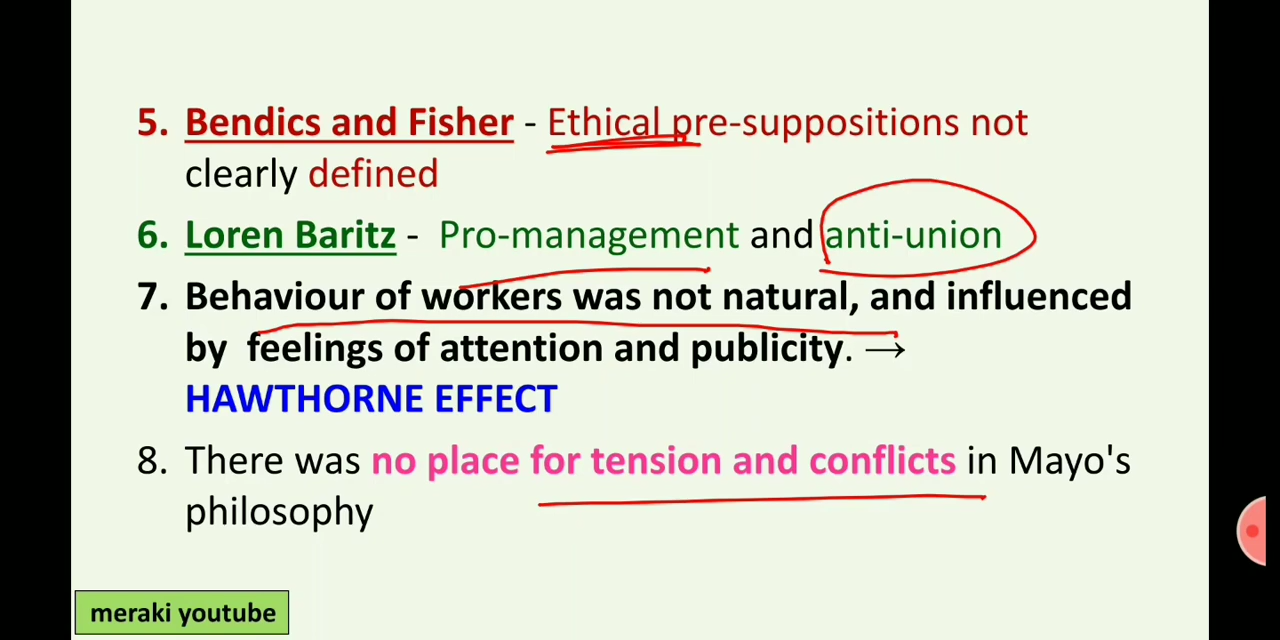 5. Bendics and Fisher - Ethical pre-suppositions not
clearly defined
6. Loren Baritz - Pro-management and anti-union
7. Behaviour of workers was not natural, and influenced
by feelings of attention and publicity. →
HAWTHORNE EFFECT
8. There was no place for tension and conflicts in Mayo's
philosophy
meraki youtube